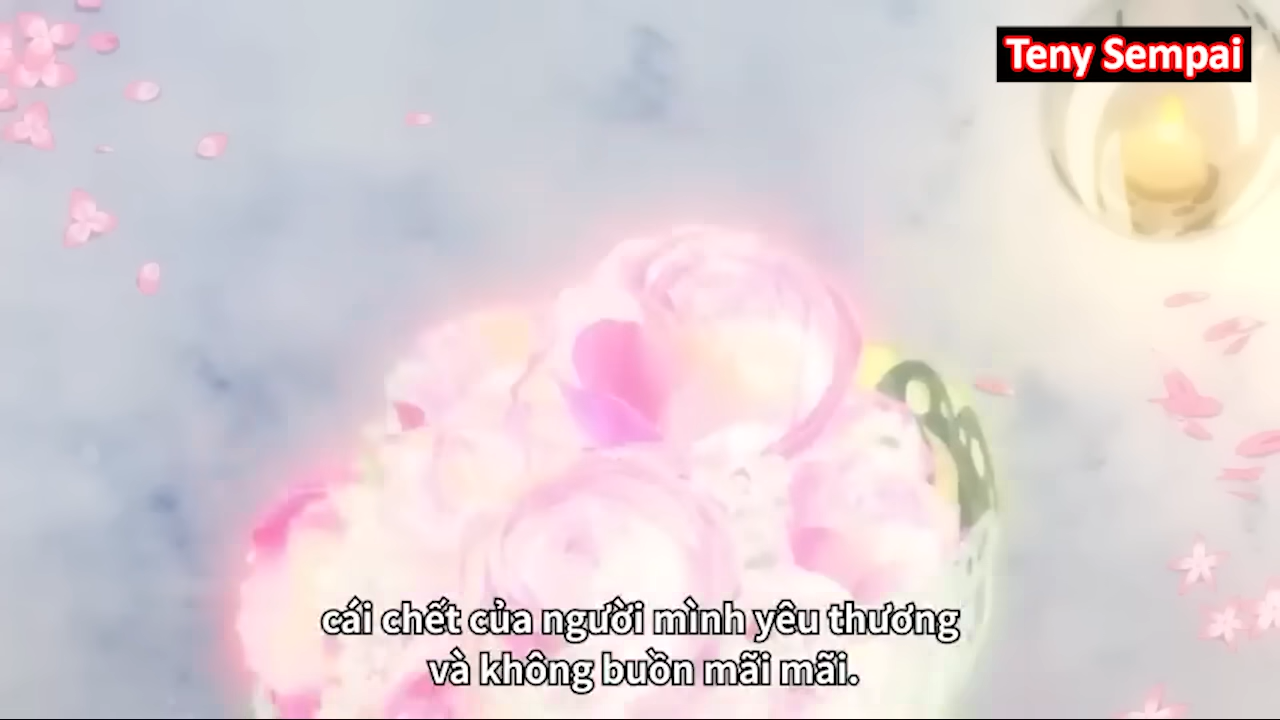 Teny Sempai
cái chết của người mình yêu thương
và không buồn mãi mãi.